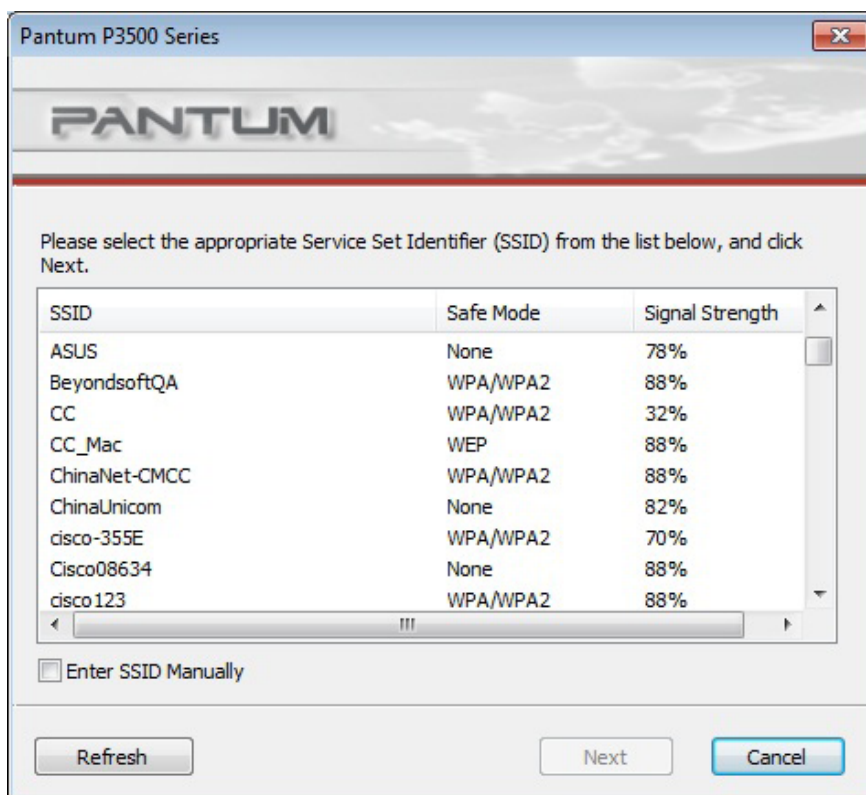 Pantum P3500 Series
PANTUM
Please select the appropriate Service Set Identifier (SSID) from the list below, and click
Next.
SSID Safe Mode Signal Strength
ASUS None 78%
BeyondsoftQA WPA/WPA2 88%
CC WPA/WPA2 32%
CC_Mac WEP 88%
ChinaNet-CMCC WPA/WPA2 88%
ChinaUnicom None 82%
cisco-355E WPA/WPA2 70%
Cisco08634 None 88%
cisco123 WPA/WPA2 88%
Enter SSID Manually
Refresh Next Cancel